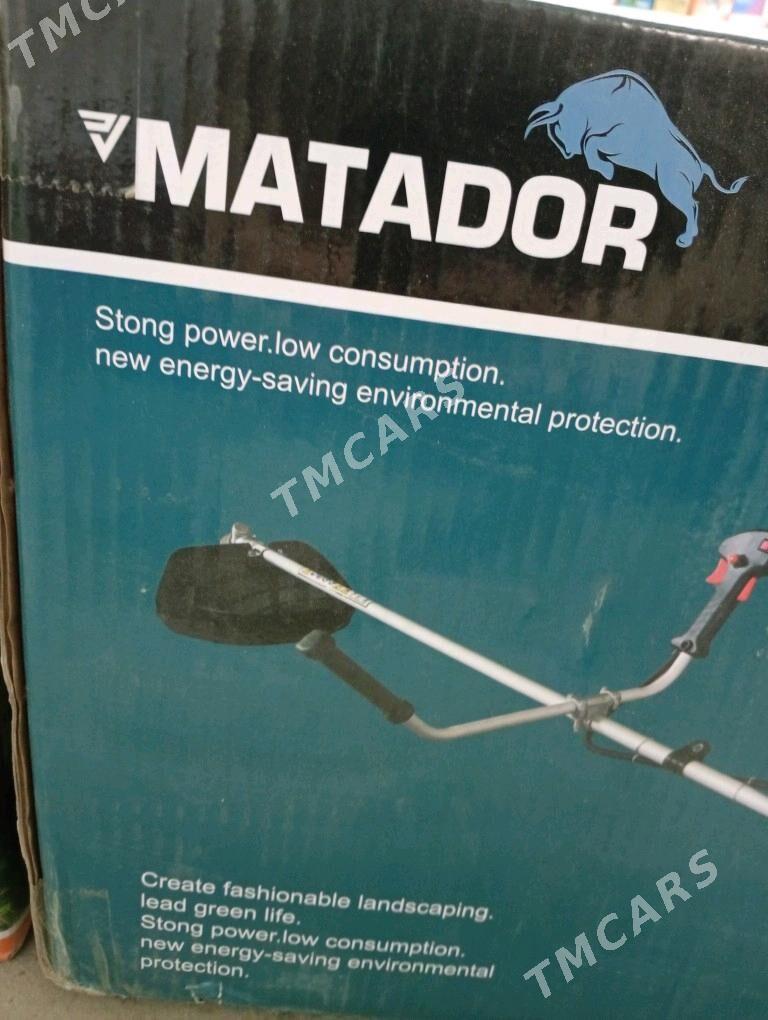 TMCARS
MATADOR
Stong power.low consumption.
new energy-saving environmental protection.
TMCARS
Create fashionable landscaping.
lead green life.
Stong power.low consumption.
new energy-saving environmental
protection.
TMCARS